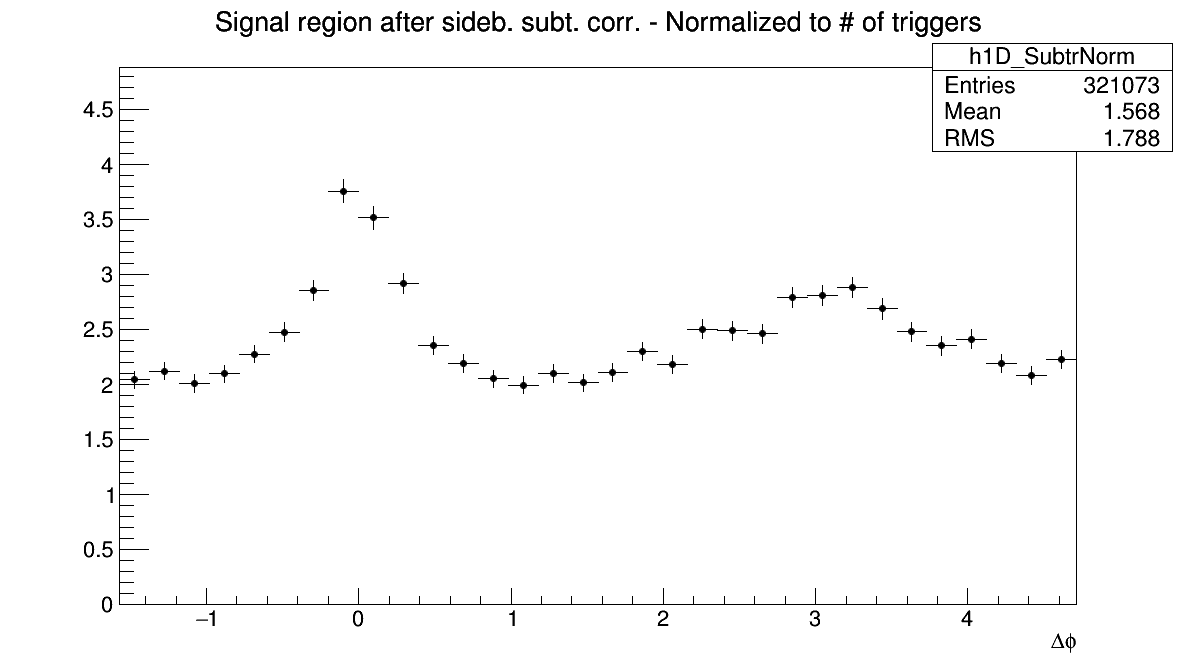 Signal region after sideb. subt. corr. - Normalized to # of triggers
h1D_SubtrNorm
Entries 321073
Mean 1.568
RMS 1.788
4.5
4
3.5
3
2.5
2
1.5
1
0.5
0
−1 0 1 2 3 4
Δϕ